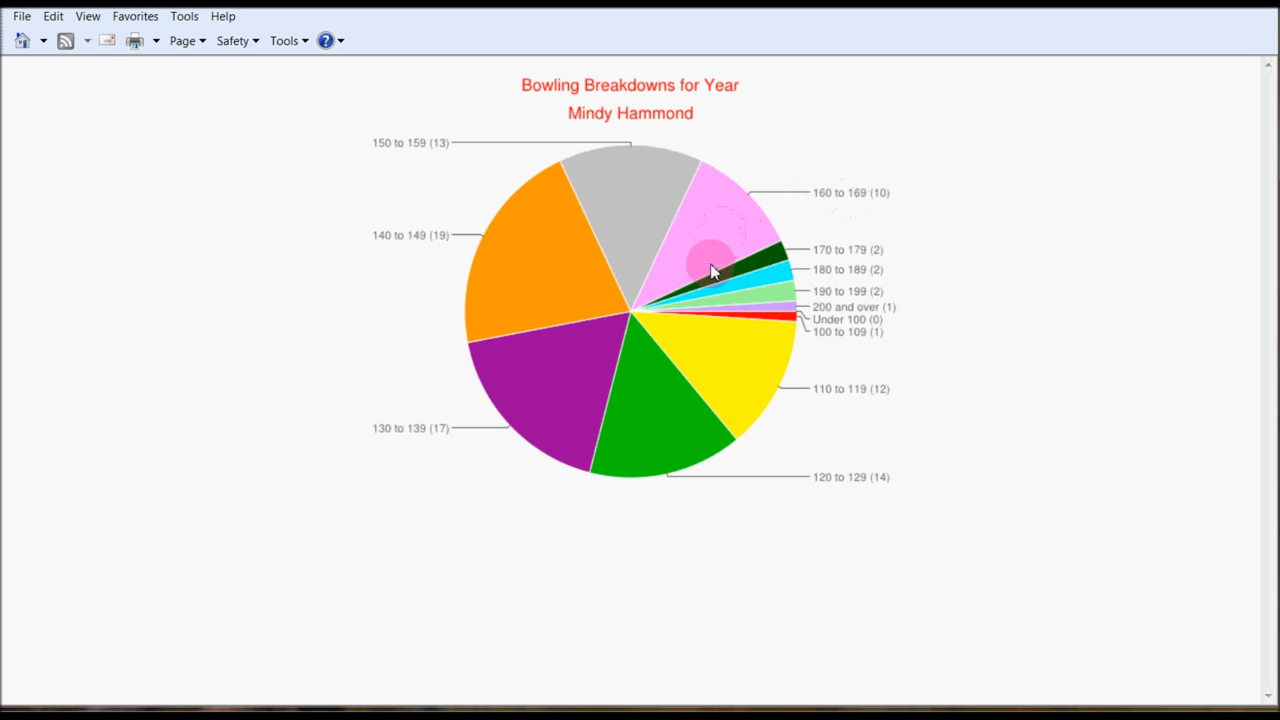 File Edit View Favorites Tools Help
Page Safety Tools ?
Bowling Breakdowns for Year
Mindy Hammond
150 to 159 (13)
160 to 169 (10)
140 to 149 (19)
170 to 179 (2)
180 to 189 (2)
190 to 199 (2)
200 and over (1)
Under 100 (0)
100 to 109 (1)
110 to 119 (12)
130 to 139 (17)
120 to 129 (14)